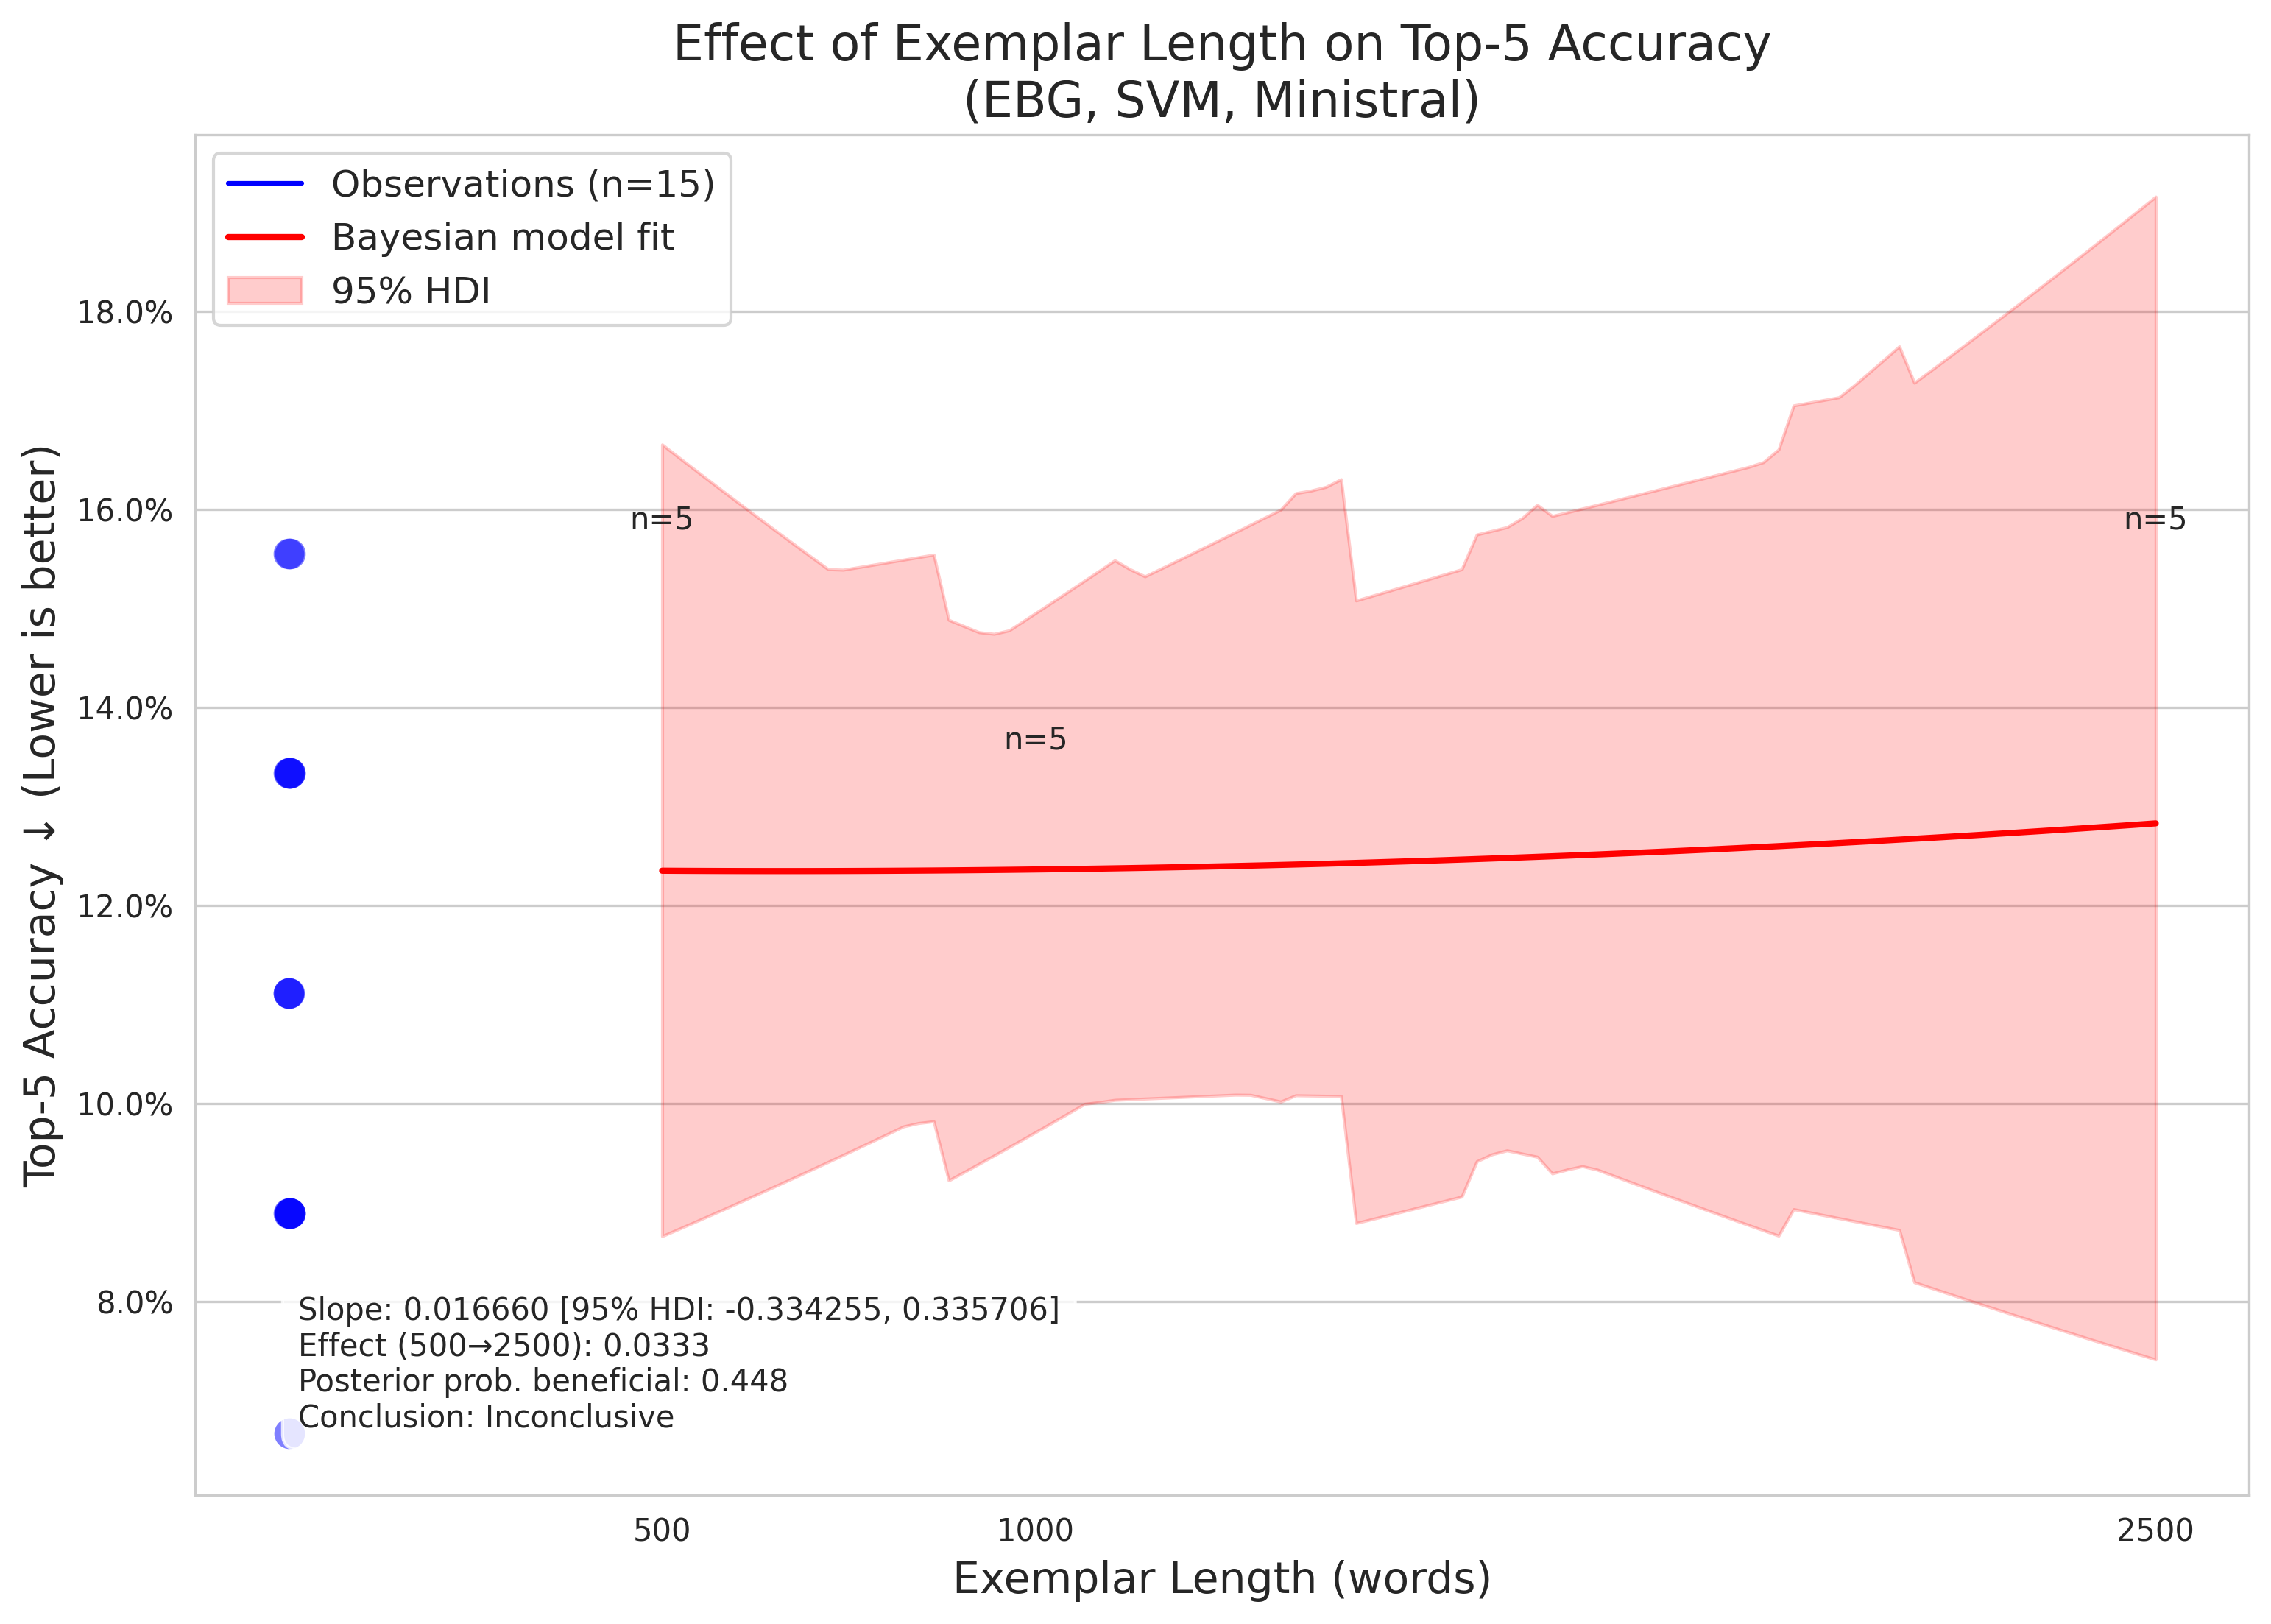 Effect of Exemplar Length on Top-5 Accuracy
(EBG, SVM, Ministral)
Observations (n=15)
Bayesian model fit
95% HDI
Top-5 Accuracy ↓ (Lower is better)
18.0%
16.0%
14.0%
12.0%
10.0%
8.0%
n=5
n=5
n=5
Slope: 0.016660 [95% HDI: -0.334255, 0.335706]
Effect (500→2500): 0.0333
Posterior prob. beneficial: 0.448
Conclusion: Inconclusive
500
1000
2500
Exemplar Length (words)